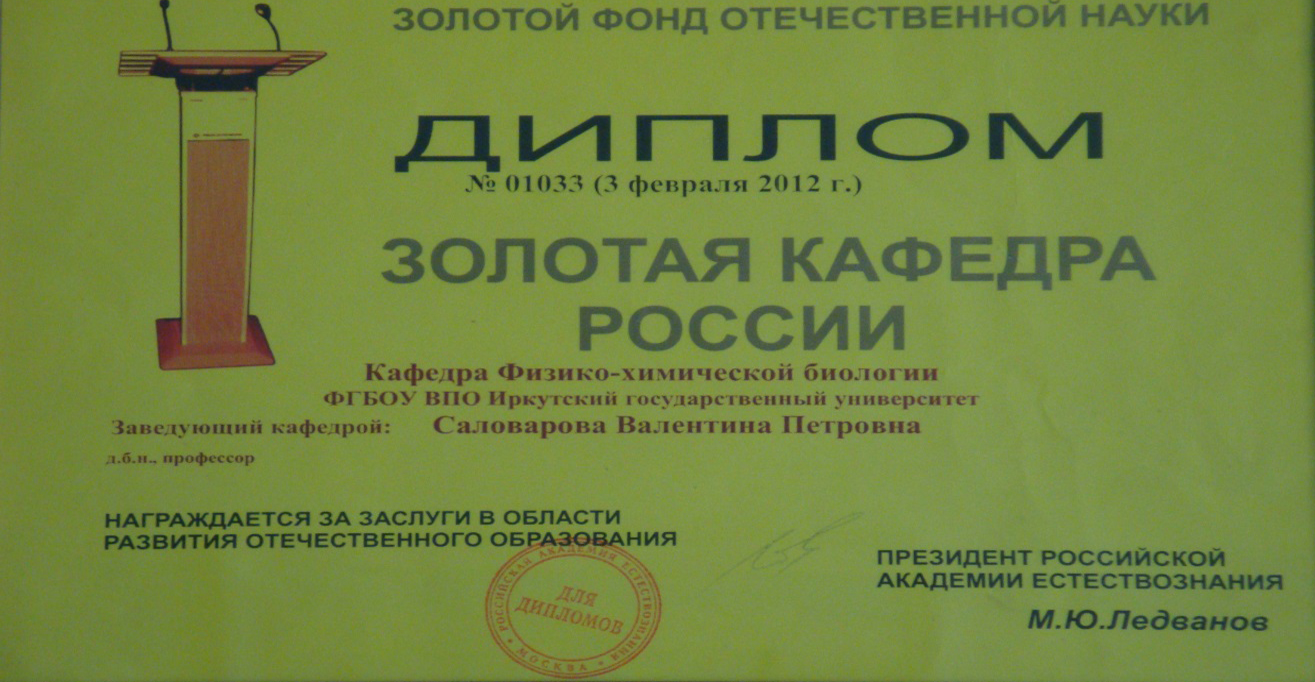 ЗОЛОТОЙ ФОНД ОТЕЧЕСТВЕННОЙ НАУКИ
ДИПЛОМ
№ 01033 (3 февраля 2012 г.)
ЗОЛОТАЯ КАФЕДРА
РОССИИ
Кафедра Физико-химической биологии
ФГБОУ ВПО Иркутский государственный университет
Заведующий кафедрой: Саловарова Валентина Петровна
д.б.н., профессор
НАГРАЖДАЕТСЯ ЗА ЗАСЛУГИ В ОБЛАСТИ
РАЗВИТИЯ ОТЕЧЕСТВЕННОГО ОБРАЗОВАНИЯ
РОССИЙСКАЯ АКАДЕМИЯ ЕСТЕСТВОЗНАНИЯ
ДЛЯ
ДИПЛОМОВ
МОСКВА
ПРЕЗИДЕНТ РОССИЙСКОЙ
АКАДЕМИИ ЕСТЕСТВОЗНАНИЯ
М.Ю.Ледванов